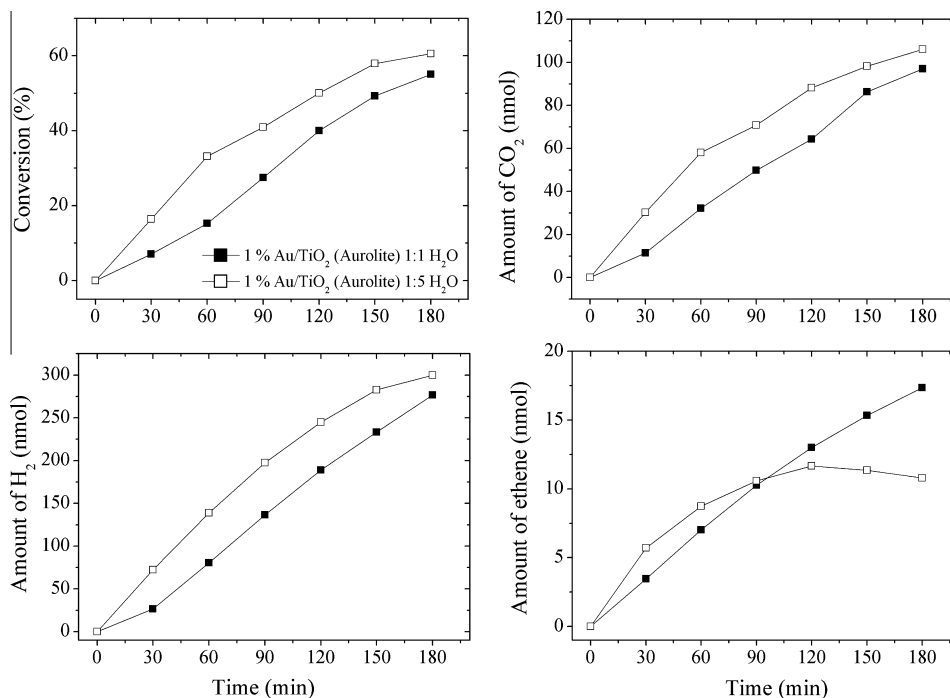 Conversion (%)
60
40
20
0
0 30 60 90 120 150 180
■ 1 % Au/TiO₂ (Aurolite) 1:1 H₂O
□ 1 % Au/TiO₂ (Aurolite) 1:5 H₂O
Amount of CO₂ (nmol)
120
100
80
60
40
20
0
0 30 60 90 120 150 180
Amount of H₂ (nmol)
300
250
200
150
100
50
0
0 30 60 90 120 150 180
Time (min)
Amount of ethene (nmol)
20
15
10
5
0
0 30 60 90 120 150 180
Time (min)